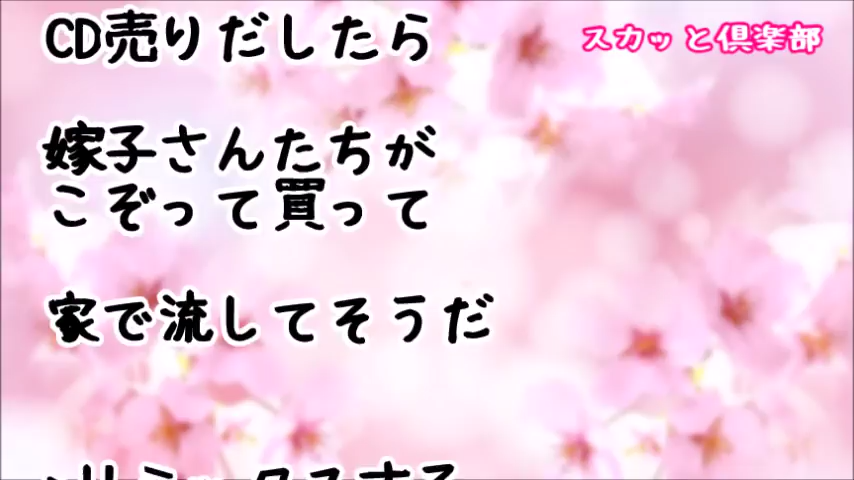 CD売りだしたら
スカッと倶楽部
嫁子さんたちが
こぞって買って
家で流してそうだ